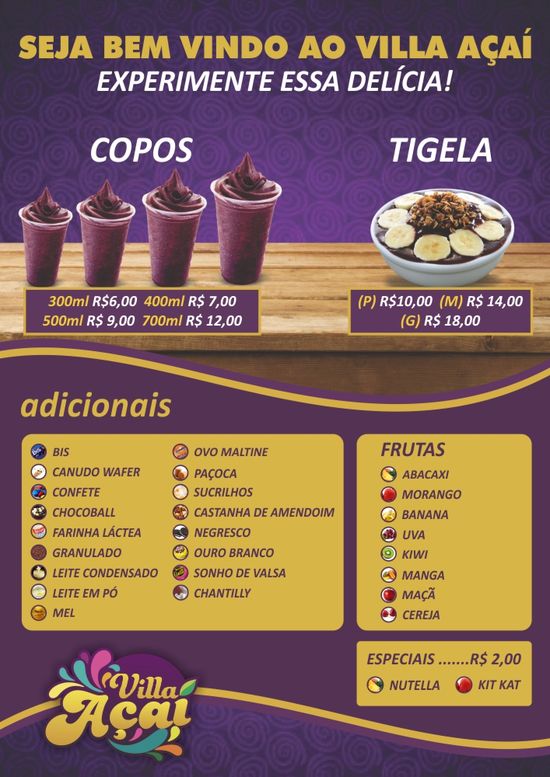 SEJA BEM VINDO AO VILLA AÇAÍ
EXPERIMENTE ESSA DELÍCIA!
COPOS
300ml R$6,00 400ml R$ 7,00
500ml R$ 9,00 700ml R$ 12,00
TIGELA
(P) R$10,00 (M) R$ 14,00
(G) R$ 18,00
adicionais
BIS
CANUDO WAFER
CONFETE
CHOCOBALL
FARINHA LÁCTEA
GRANULADO
LEITE CONDENSADO
LEITE EM PÓ
MEL
OVO MALTINE
PAÇOCA
SUCRILHOS
CASTANHA DE AMENDOIM
NEGRESCO
OURO BRANCO
SONHO DE VALSA
CHANTILLY
FRUTAS
ABACAXI
MORANGO
BANANA
UVA
KIWI
MANGA
MAÇÃ
CEREJA
ESPECIAIS .......R$ 2,00
NUTELLA KIT KAT
Villa
Açaí